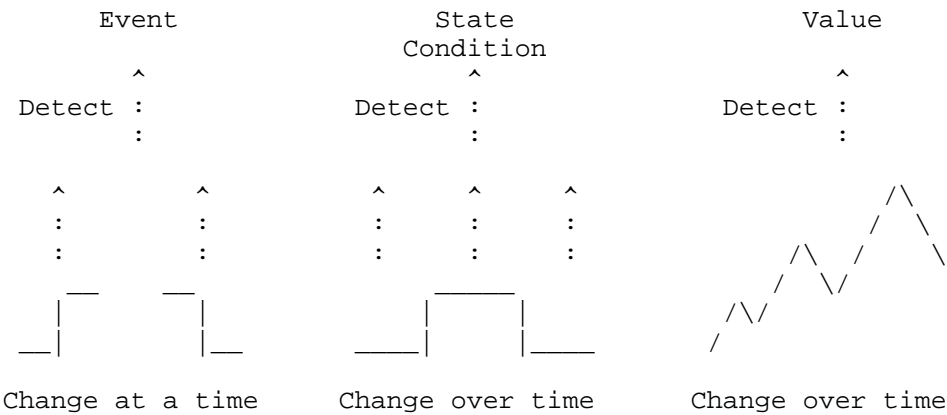 Event State Value
Condition
Detect Detect Detect
Change at a time Change over time Change over time